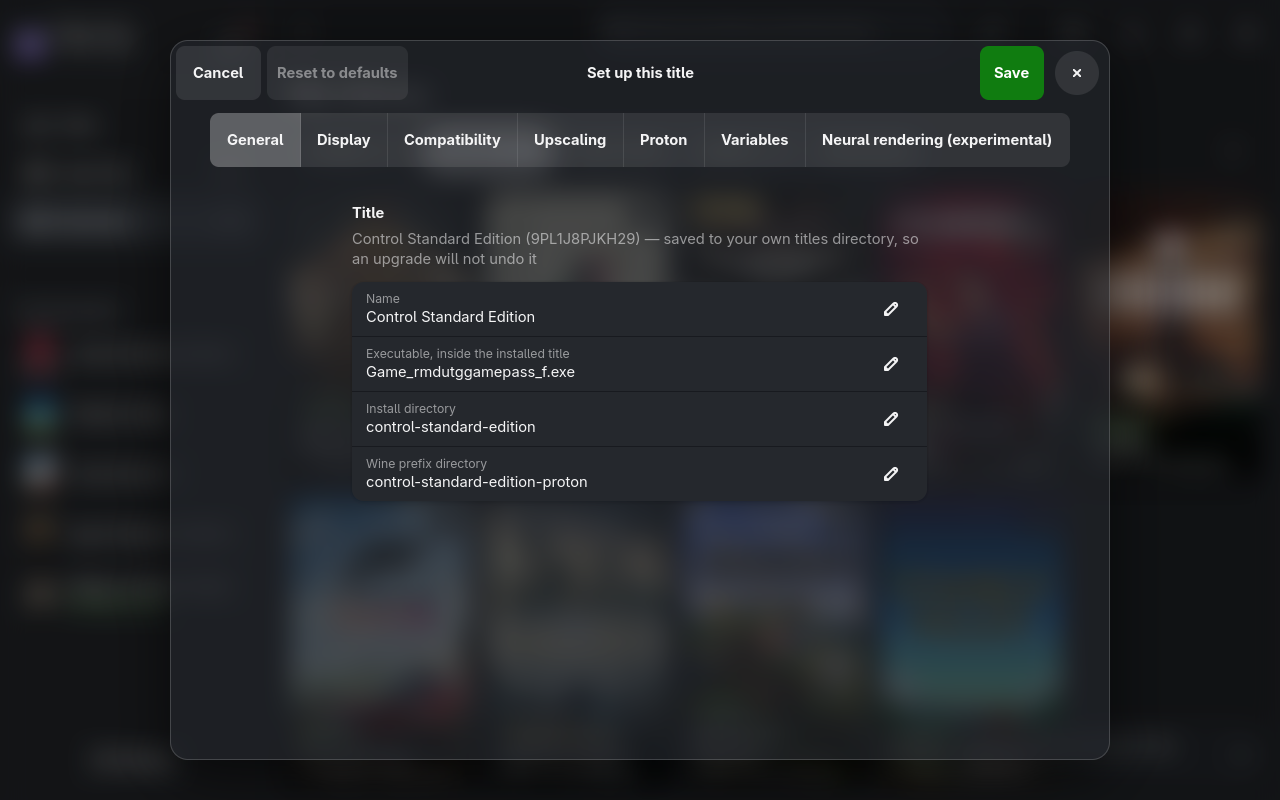 Cancel
Reset to defaults
Set up this title
Save
General
Display
Compatibility
Upscaling
Proton
Variables
Neural rendering (experimental)
Title
Control Standard Edition (9PL1J8PJKH29) — saved to your own titles directory, so
an upgrade will not undo it
Name
Control Standard Edition
Executable, inside the installed title
Game_rmdutggamepass_f.exe
Install directory
control-standard-edition
Wine prefix directory
control-standard-edition-proton